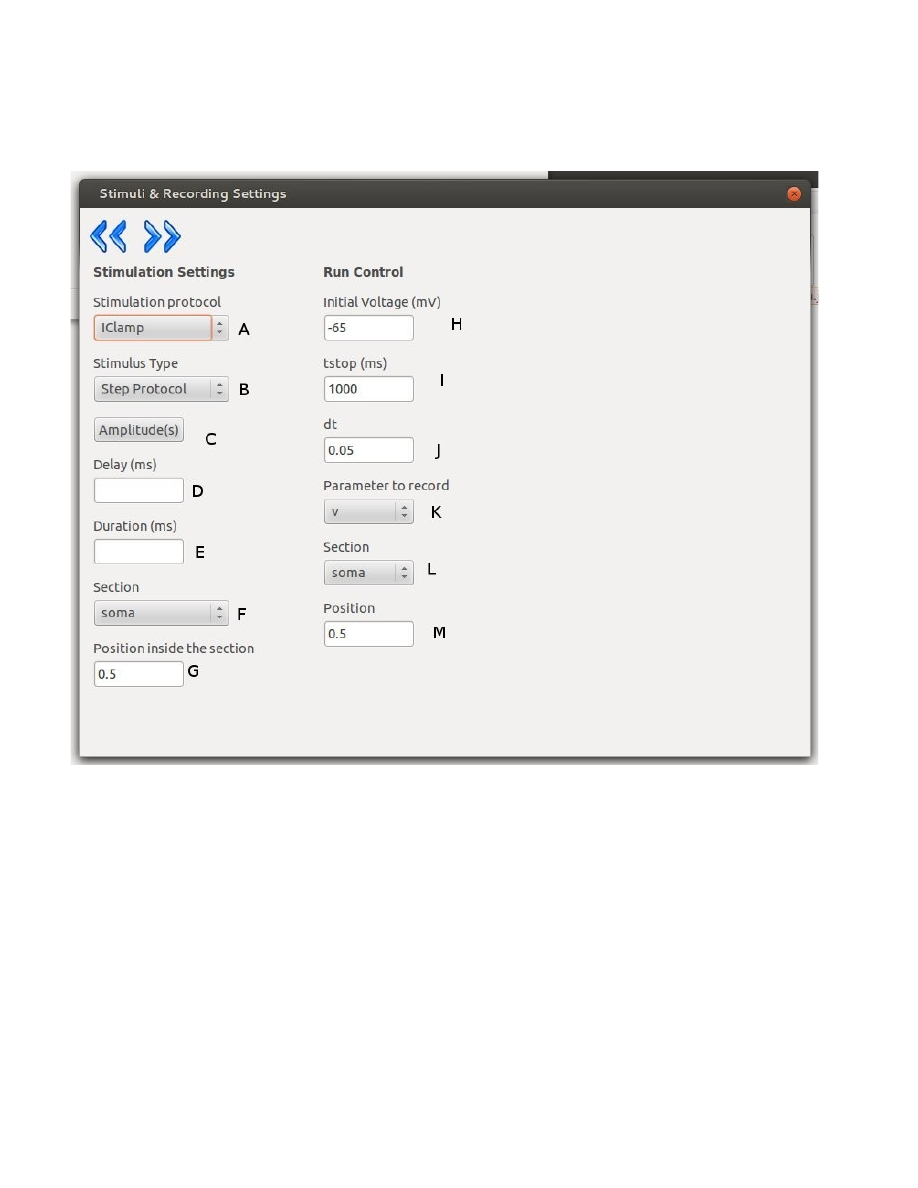 Stimuli & Recording Settings
Stimulation Settings
Stimulation protocol
IClamp A
Stimulus Type
Step Protocol B
Amplitude(s) C
Delay (ms)
D
Duration (ms)
E
Section
soma F
Position inside the section
0.5 G
Run Control
Initial Voltage (mV)
-65 H
tstop (ms)
1000 I
dt
0.05 J
Parameter to record
v K
Section
soma L
Position
0.5 M